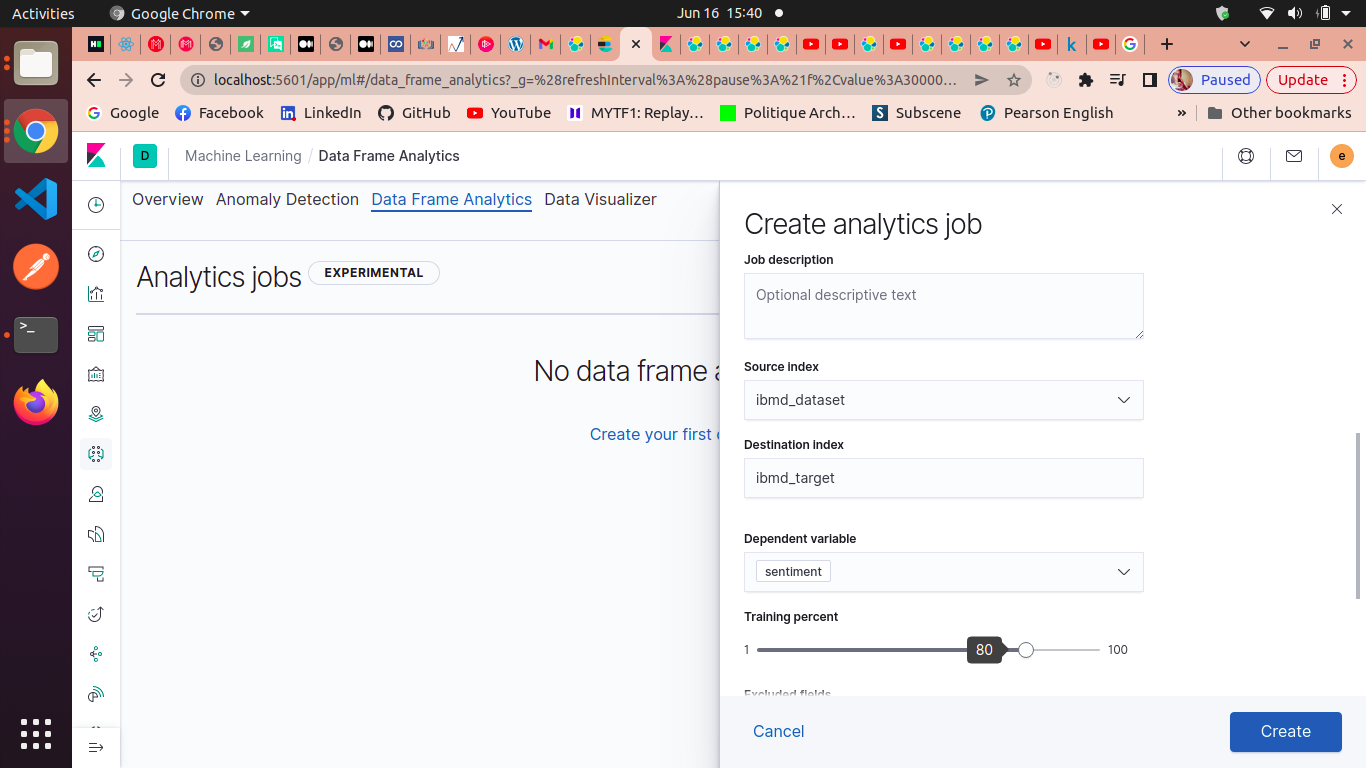 Activities Google Chrome Jun 16 15:40
localhost:5601/app/ml#/data_frame_analytics?_g=%28refreshInterval%3A%28pause%3A%21f%2Cvalue%3A30000... Paused Update
Google Facebook LinkedIn GitHub YouTube MYTF1: Replay... Politique Arch... Subscene Pearson English » Other bookmarks
D Machine Learning / Data Frame Analytics e
Overview Anomaly Detection Data Frame Analytics Data Visualizer
Analytics jobs EXPERIMENTAL
No data frame a
Create your first
Create analytics job
Job description
Optional descriptive text
Source index
ibmd_dataset
Destination index
ibmd_target
Dependent variable
sentiment
Training percent
1 80 100
Excluded fields
Cancel Create